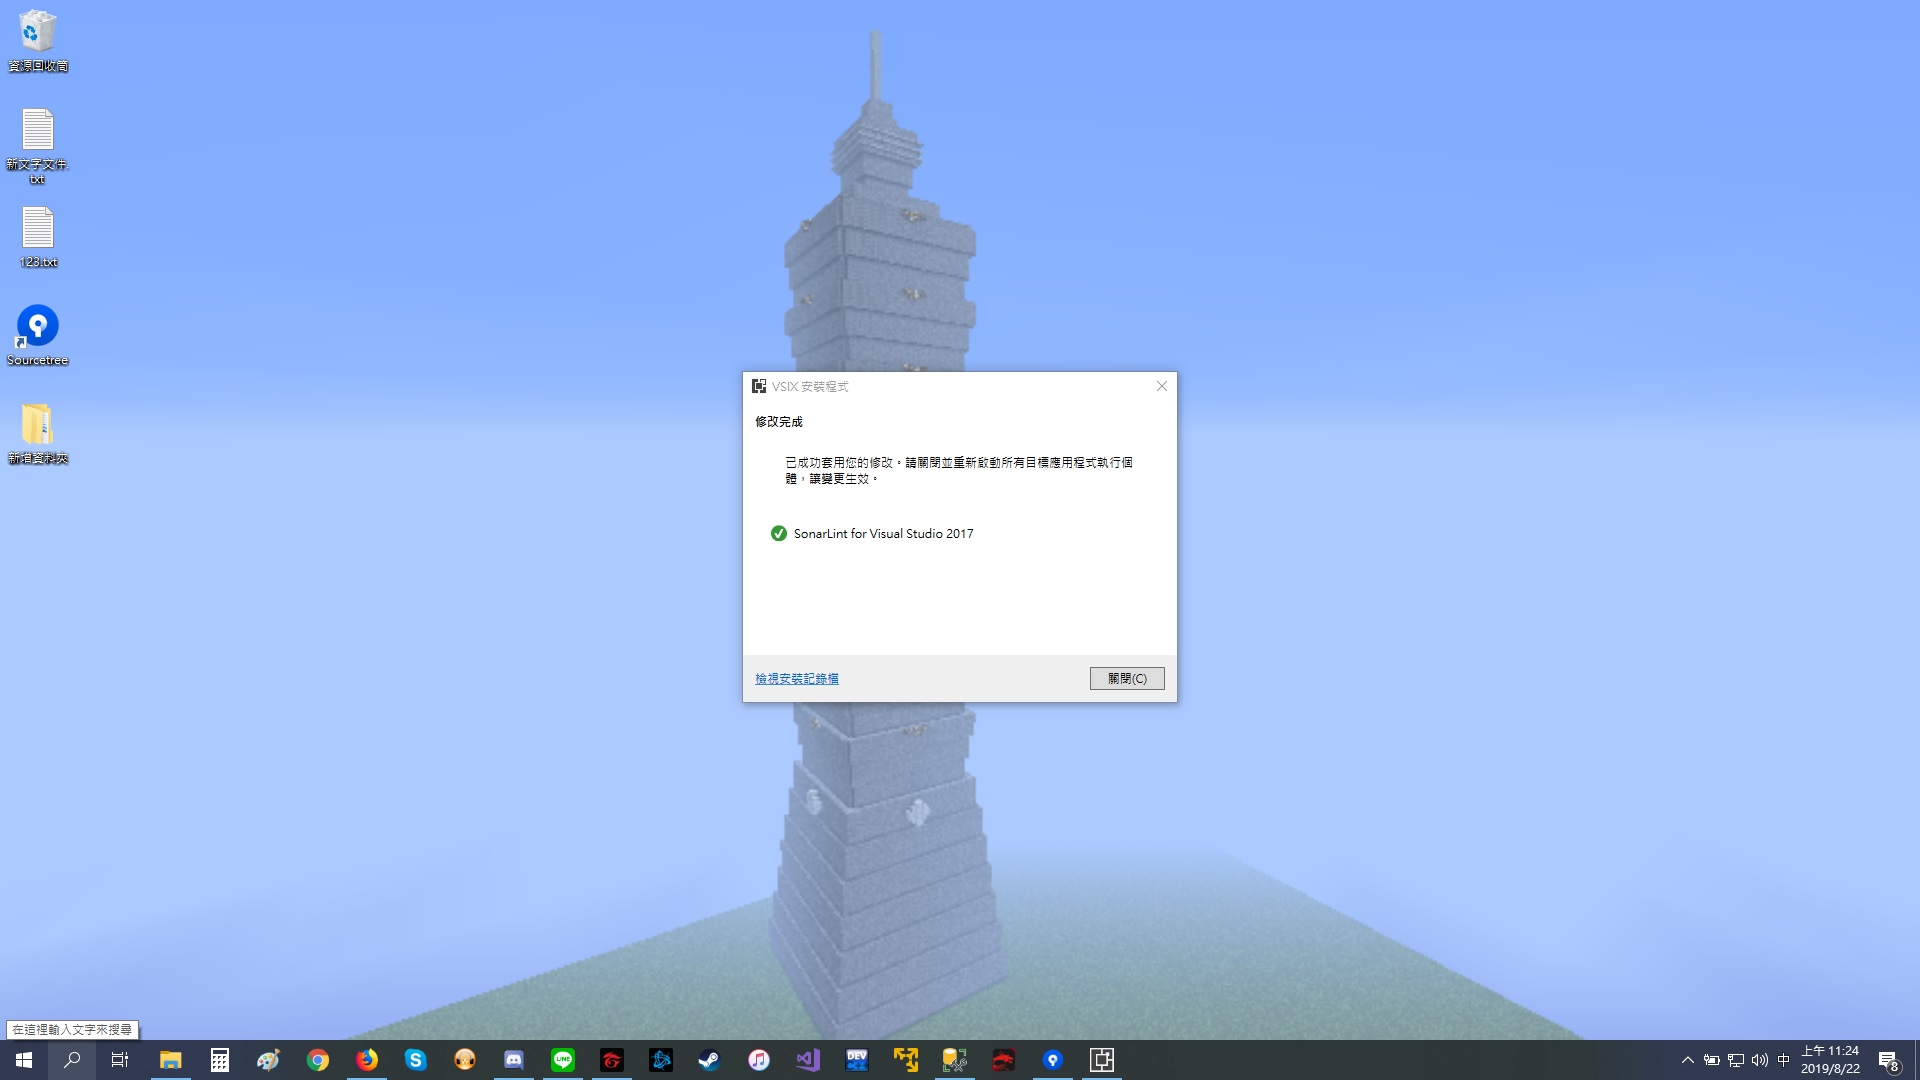 資源回收筒
新文字文件.
txt
123.txt
Sourcetree
新增資料夾
VSIX 安裝程式
修改完成
已成功套用您的修改。請關閉並重新啟動所有目標應用程式執行個
體，讓變更生效。
SonarLint for Visual Studio 2017
檢視安裝記錄檔
關閉(C)
在這裡輸入文字來搜尋
LINE
DEV
C++
中
上午 11:24
2019/8/22
8